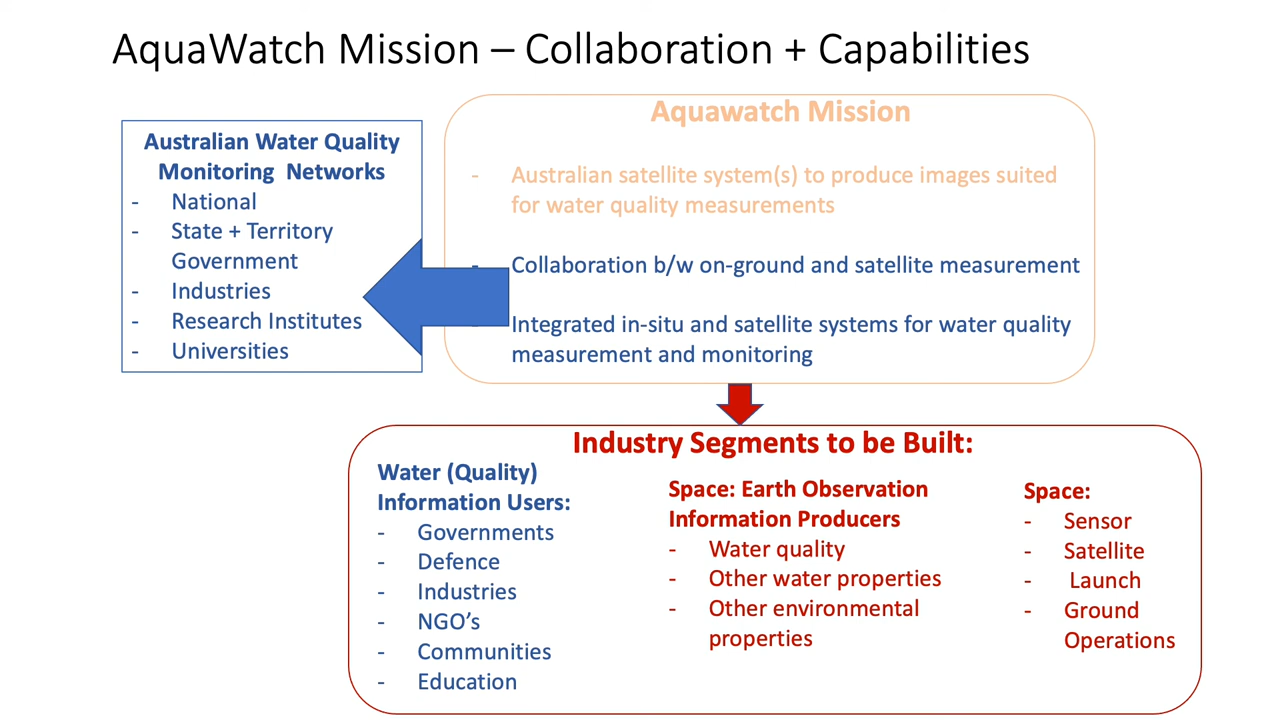 AquaWatch Mission – Collaboration + Capabilities
Australian Water Quality
Monitoring Networks
- National
- State + Territory
Government
- Industries
- Research Institutes
- Universities
Aquawatch Mission
- Australian satellite system(s) to produce images suited
for water quality measurements
- Collaboration b/w on-ground and satellite measurement
- Integrated in-situ and satellite systems for water quality
measurement and monitoring
Industry Segments to be Built:
Water (Quality)
Information Users:
- Governments
- Defence
- Industries
- NGO’s
- Communities
- Education
Space: Earth Observation
Information Producers
- Water quality
- Other water properties
- Other environmental
properties
Space:
- Sensor
- Satellite
- Launch
- Ground
Operations